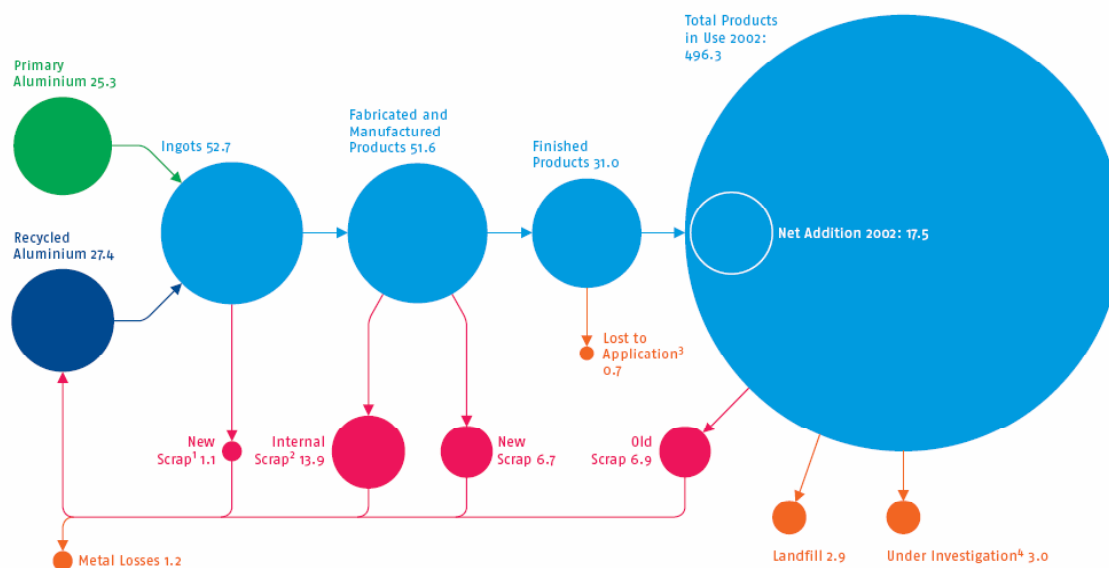 Total Products
in Use 2002:
496.3
Primary
Aluminium 25.3
Ingots 52.7
Fabricated and
Manufactured
Products 51.6
Finished
Products 31.0
Recycled
Aluminium 27.4
Net Addition 2002: 17.5
Lost to
Application³
0.7
New
Scrap¹ 1.1
Internal
Scrap² 13.9
New
Scrap 6.7
Old
Scrap 6.9
Metal Losses 1.2
Landfill 2.9
Under Investigation⁴ 3.0